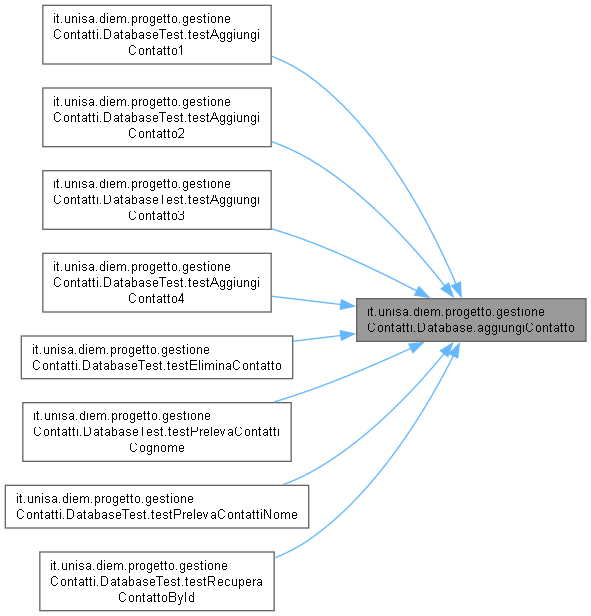 it.unisa.diem.progetto.gestione
Contatti.DatabaseTest.testAggiungi
Contatto1
it.unisa.diem.progetto.gestione
Contatti.DatabaseTest.testAggiungi
Contatto2
it.unisa.diem.progetto.gestione
Contatti.DatabaseTest.testAggiungi
Contatto3
it.unisa.diem.progetto.gestione
Contatti.DatabaseTest.testAggiungi
Contatto4
it.unisa.diem.progetto.gestione
Contatti.Database.aggiungiContatto
it.unisa.diem.progetto.gestione
Contatti.DatabaseTest.testEliminaContatto
it.unisa.diem.progetto.gestione
Contatti.DatabaseTest.testPrelevaContatti
Cognome
it.unisa.diem.progetto.gestione
Contatti.DatabaseTest.testPrelevaContattiNome
it.unisa.diem.progetto.gestione
Contatti.DatabaseTest.testRecupera
ContattoById